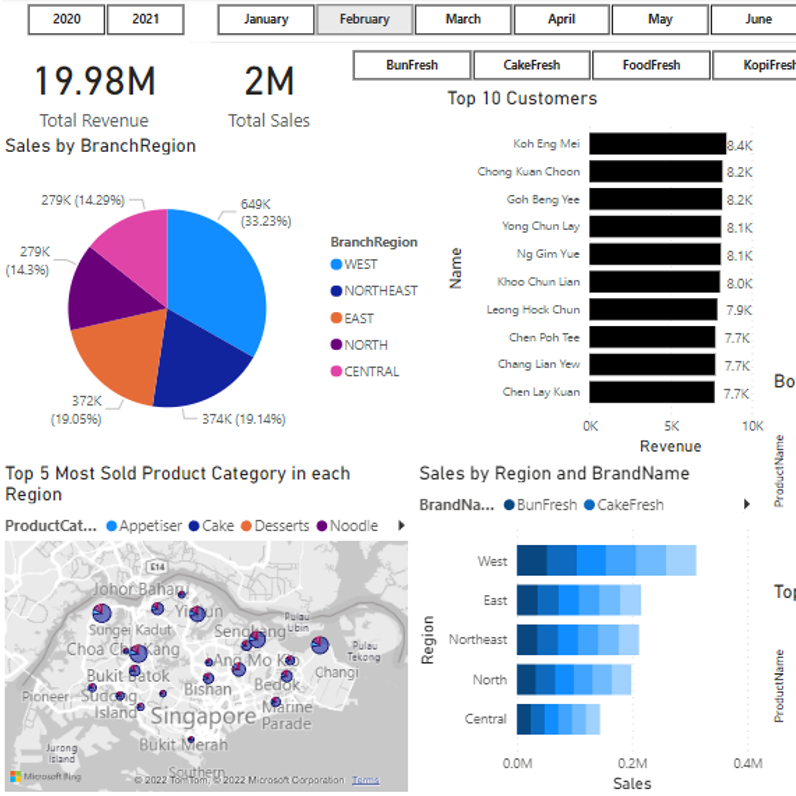 2020 2021 January February March April May June
BunFresh CakeFresh FoodFresh KopiFresh
19.98M 2M
Total Revenue Total Sales
Top 10 Customers
Sales by BranchRegion
279K (14.29%)
649K
(33.23%)
279K
(14.3%)
372K
(19.05%)
374K (19.14%)
BranchRegion
WEST
NORTHEAST
EAST
NORTH
CENTRAL
Name
Koh Eng Mei 8.4K
Chong Kuan Choon 8.2K
Goh Beng Yee 8.2K
Yong Chun Lay 8.1K
Ng Gim Yue 8.1K
Khoo Chun Lian 8.0K
Leong Hock Chun 7.9K
Chen Poh Tee 7.7K
Chang Lian Yew 7.7K
Chen Lay Kuan 7.7K
0K 5K 10K
Revenue
Bo
ProductName
Top 5 Most Sold Product Category in each
Region
ProductCat... Appetiser Cake Desserts Noodle
E14
Johor Baharu
Yishun
Pulau
Ubin
Sungei Kadut
Sengkang
Pulau
Tekong
Choa Chu Kang
Ang Mo Kio
Changi
Bukit Batok
Bishan
Bedok
Pioneer
Sudong
Island
Marine
Parade
Singapore
Bukit Merah
Jurong
Island
Southern
Microsoft Bing
© 2022 TomTom, © 2022 Microsoft Corporation Terms
Sales by Region and BrandName
BrandNa... BunFresh CakeFresh
Region
West
East
Northeast
North
Central
0.0M 0.2M 0.4M
Sales
Top
ProductName